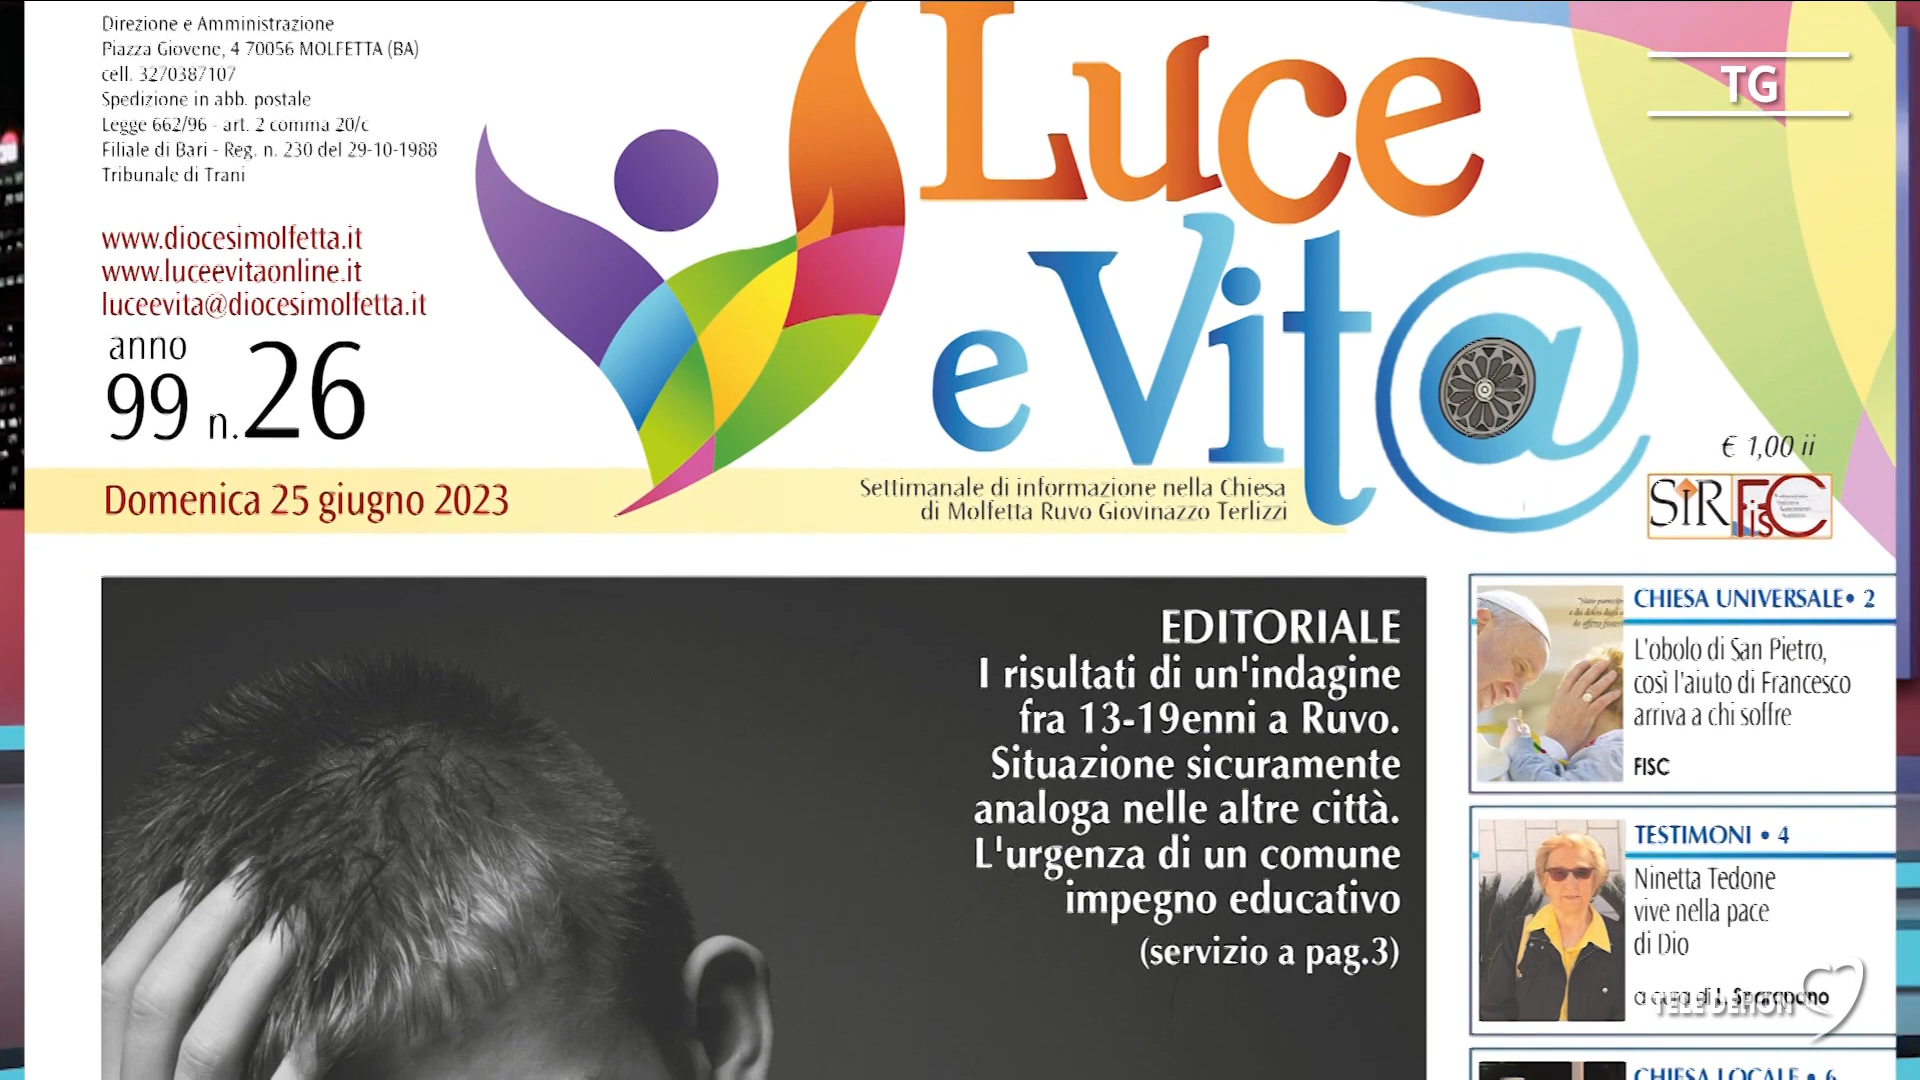 Direzione e Amministrazione
Piazza Giovene, 4 70056 MOLFETTA (BA)
cell. 3270387107
Spedizione in abb. postale
Legge 662/96 - art. 2 comma 20/c
Filiale di Bari - Reg. n. 230 del 29-10-1988
Tribunale di Trani
www.diocesimolfetta.it
www.luceevitaonline.it
luceevita@diocesimolfetta.it
anno
99 n.26
Domenica 25 giugno 2023
Luce
e Vit@
Settimanale di informazione nella Chiesa
di Molfetta Ruvo Giovinazzo Terlizzi
TG
€ 1,00 ii
SIR FisC
EDITORIALE
I risultati di un'indagine
fra 13-19enni a Ruvo.
Situazione sicuramente
analoga nelle altre città.
L'urgenza di un comune
impegno educativo
(servizio a pag.3)
CHIESA UNIVERSALE• 2
L'obolo di San Pietro,
così l'aiuto di Francesco
arriva a chi soffre
FISC
TESTIMONI • 4
Ninetta Tedone
vive nella pace
di Dio
a cura di L. Sparapano
TELE DEHON
CHIESA LOCALE • 6